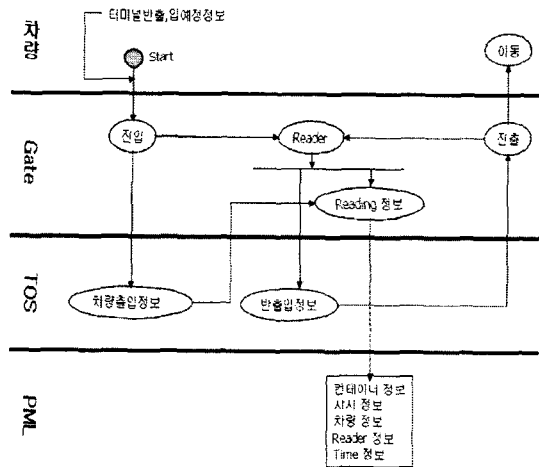 차량
터미널반출,입예정정보
Start
이동
Gate
진입
Reader
진출
Reading 정보
TOS
차량출입정보
반출입정보
PML
컨테이너 정보
샤시 정보
차량 정보
Reader 정보
Time 정보